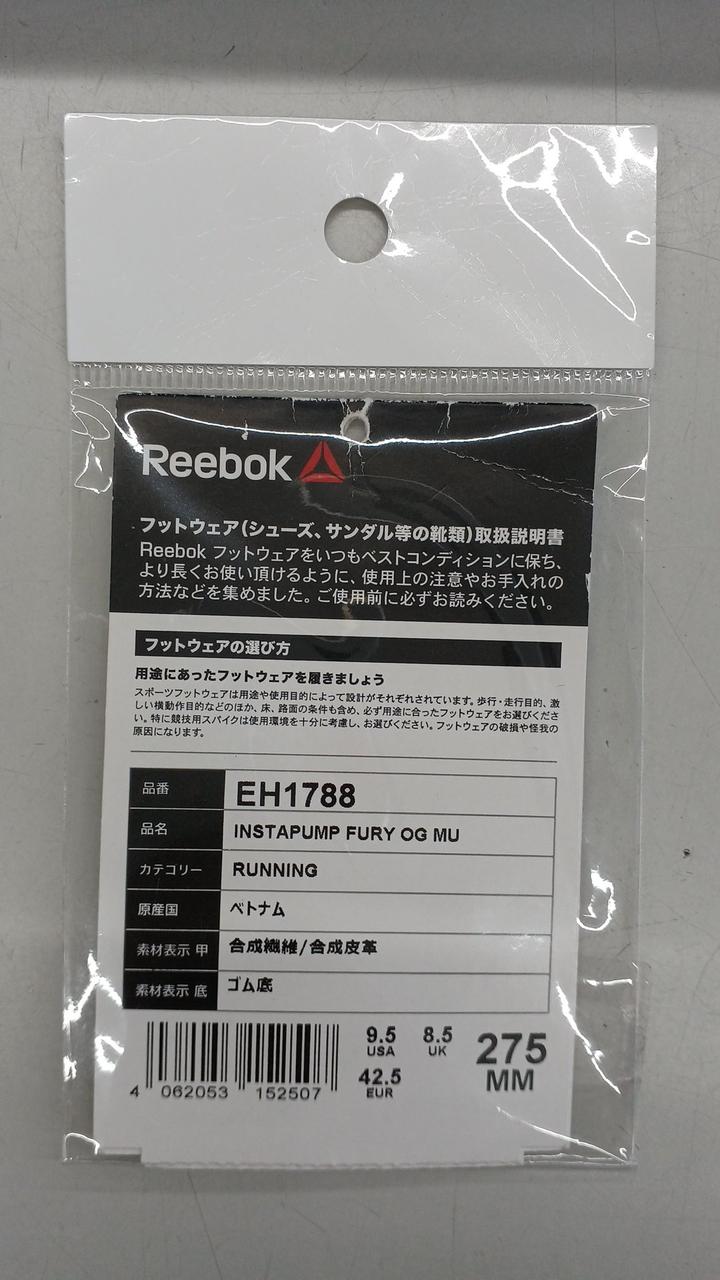 Reebok
フットウェア(シューズ、サンダル等の靴類)取扱説明書
Reebok フットウェアをいつもベストコンディションに保ち、
より長くお使い頂けるように、使用上の注意やお手入れの
方法などを集めました。ご使用前に必ずお読みください。
フットウェアの選び方
用途にあったフットウェアを履きましょう
スポーツフットウェアは用途や使用目的によって設計がそれぞれされています。歩行・走行目的、激
しい横動作目的などのほか、床、路面の条件も含め、必ず用途に合ったフットウェアをお選びくださ
い。特に競技用スパイクは使用環境を十分に考慮し、お選びください。フットウェアの破損や怪我の
原因になります。
品番 EH1788
品名 INSTAPUMP FURY OG MU
カテゴリー RUNNING
原産国 ベトナム
素材表示 甲 合成繊維/合成皮革
素材表示 底 ゴム底
9.5 8.5 275
USA UK MM
42.5
EUR
4 062053 152507